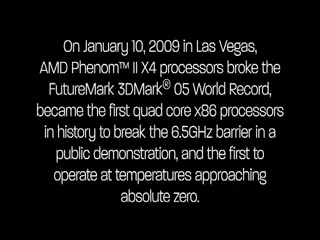 On January 10, 2009 in Las Vegas,
AMD Phenom™ II X4 processors broke the
FutureMark 3DMark® 05 World Record,
became the first quad core x86 processors
in history to break the 6.5GHz barrier in a
public demonstration, and the first to
operate at temperatures approaching
absolute zero.